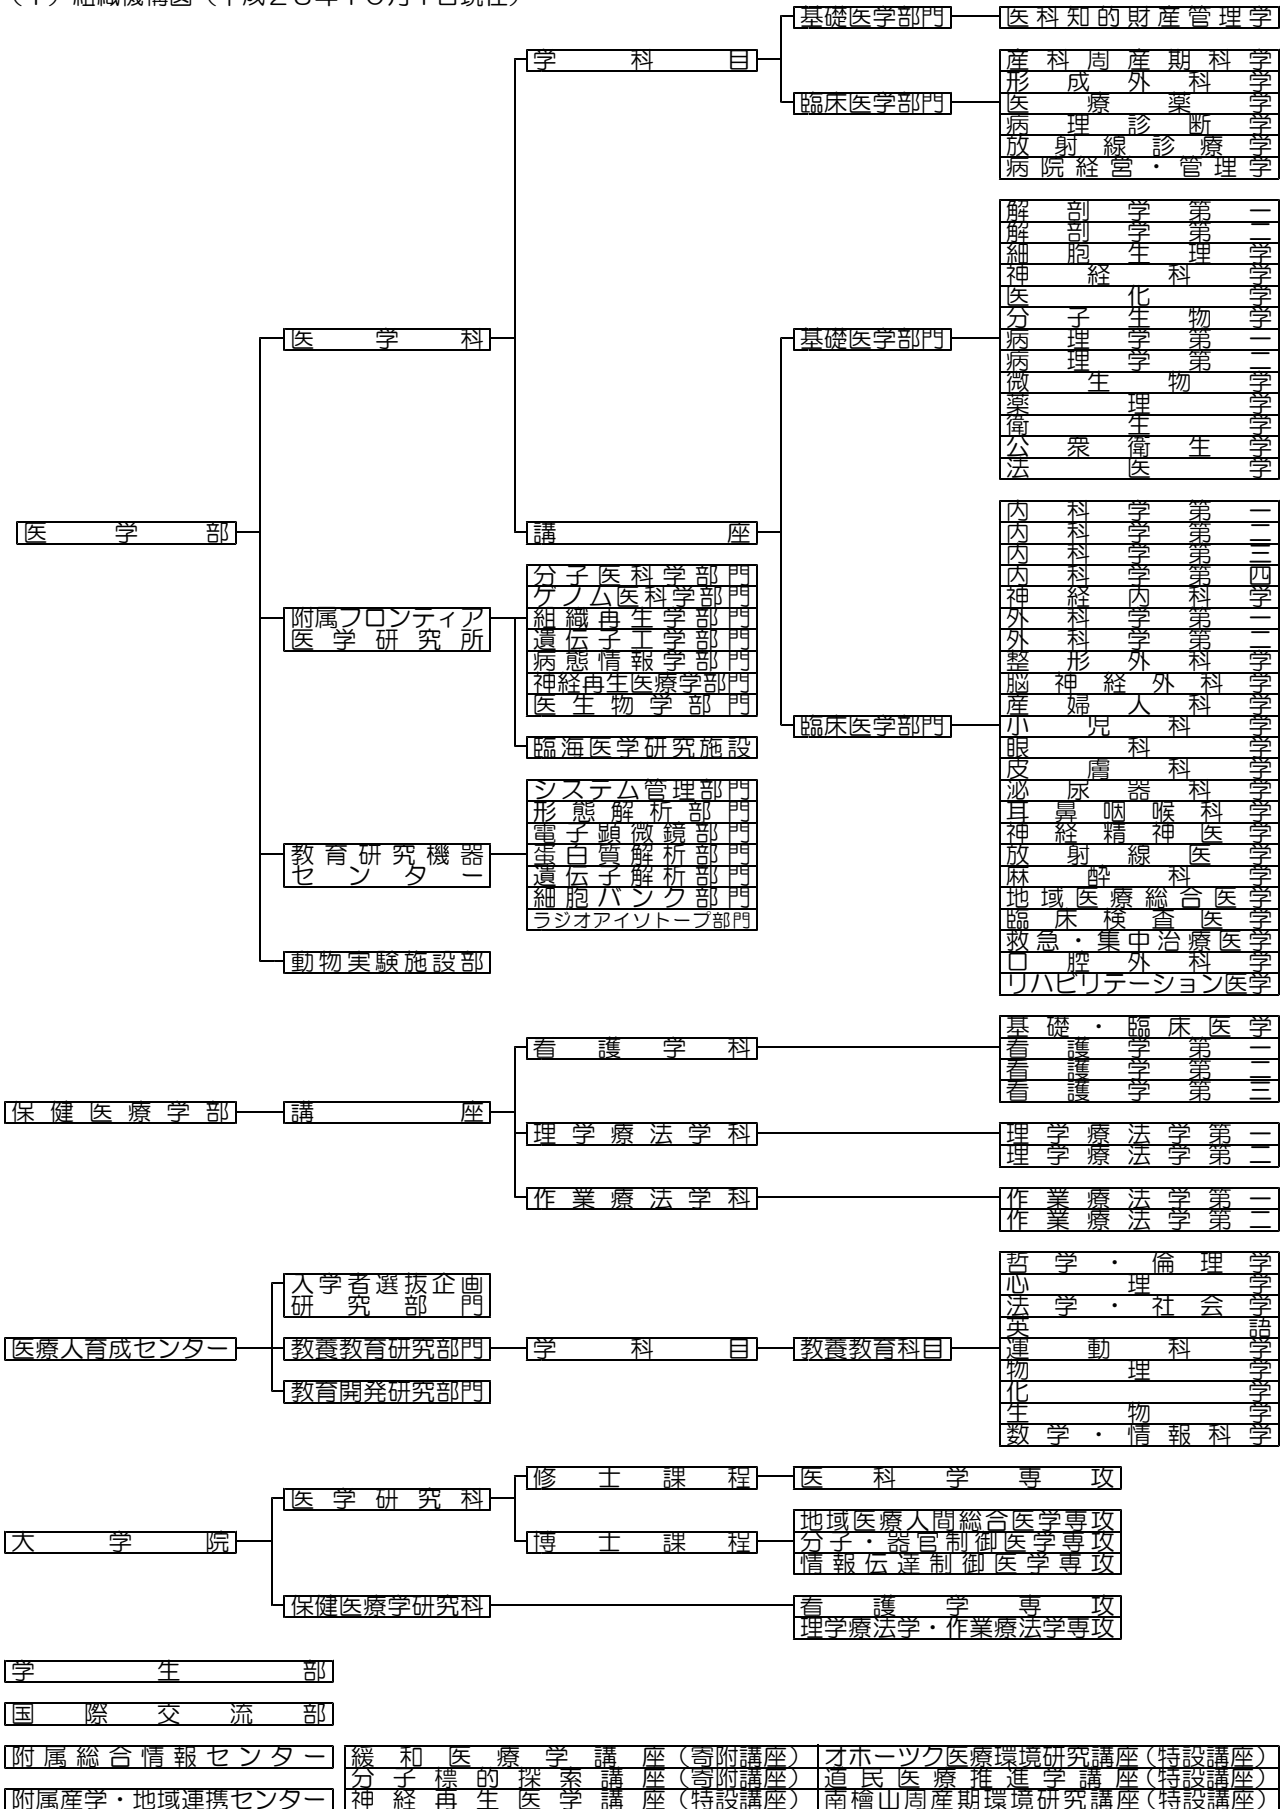 （１）組織機構図（平成２８年１０月１日現在）
基礎医学部門
医科知的財産管理学
学科目
臨床医学部門
産科周産期科学
形成外科学
医療薬学
病理診断学
放射線診療学
病院経営・管理学
医学部
医学科
講座
基礎医学部門
解剖学第一
解剖学第二
細胞生理学
神経科学
医化学
分子生物学
病理学第一
病理学第二
微生物学
薬理学
衛生学
公衆衛生学
法医学
臨床医学部門
内科学第一
内科学第二
内科学第三
内科学第四
神経内科学
外科学第一
外科学第二
整形外科学
脳神経外科学
産婦人科学
小児科学
眼科学
皮膚科学
泌尿器科学
耳鼻咽喉科学
神経精神医学
放射線医学
麻酔科学
地域医療総合医学
臨床検査医学
救急・集中治療医学
口腔外科学
リハビリテーション医学
附属フロンティア
医学研究所
分子医科学部門
ゲノム医科学部門
組織再生学部門
遺伝子工学部門
病態情報学部門
神経再生医療学部門
医生物学部門
臨海医学研究施設
教育研究機器
センター
システム管理部門
形態解析部門
電子顕微鏡部門
蛋白質解析部門
遺伝子解析部門
細胞バンク部門
ラジオアイソトープ部門
動物実験施設部
保健医療学部
講座
看護学科
基礎・臨床医学
看護学第一
看護学第二
看護学第三
理学療法学科
理学療法学第一
理学療法学第二
作業療法学科
作業療法学第一
作業療法学第二
医療人育成センター
入学者選抜企画
研究部門
教養教育研究部門
学科目
教養教育科目
哲学・倫理学
心理学
法学・社会学
英語
運動科学
物理学
化学
生物学
数学・情報科学
教育開発研究部門
大学院
医学研究科
修士課程
医科学専攻
博士課程
地域医療人間総合医学専攻
分子・器官制御医学専攻
情報伝達制御医学専攻
保健医療学研究科
看護学専攻
理学療法学・作業療法学専攻
学生部
国際交流部
附属総合情報センター
附属産学・地域連携センター
緩和医療学講座（寄附講座）
分子標的探索講座（寄附講座）
神経再生医学講座（特設講座）
オホーツク医療環境研究講座（特設講座）
道民医療推進学講座（特設講座）
南檜山周産期環境研究講座（特設講座）